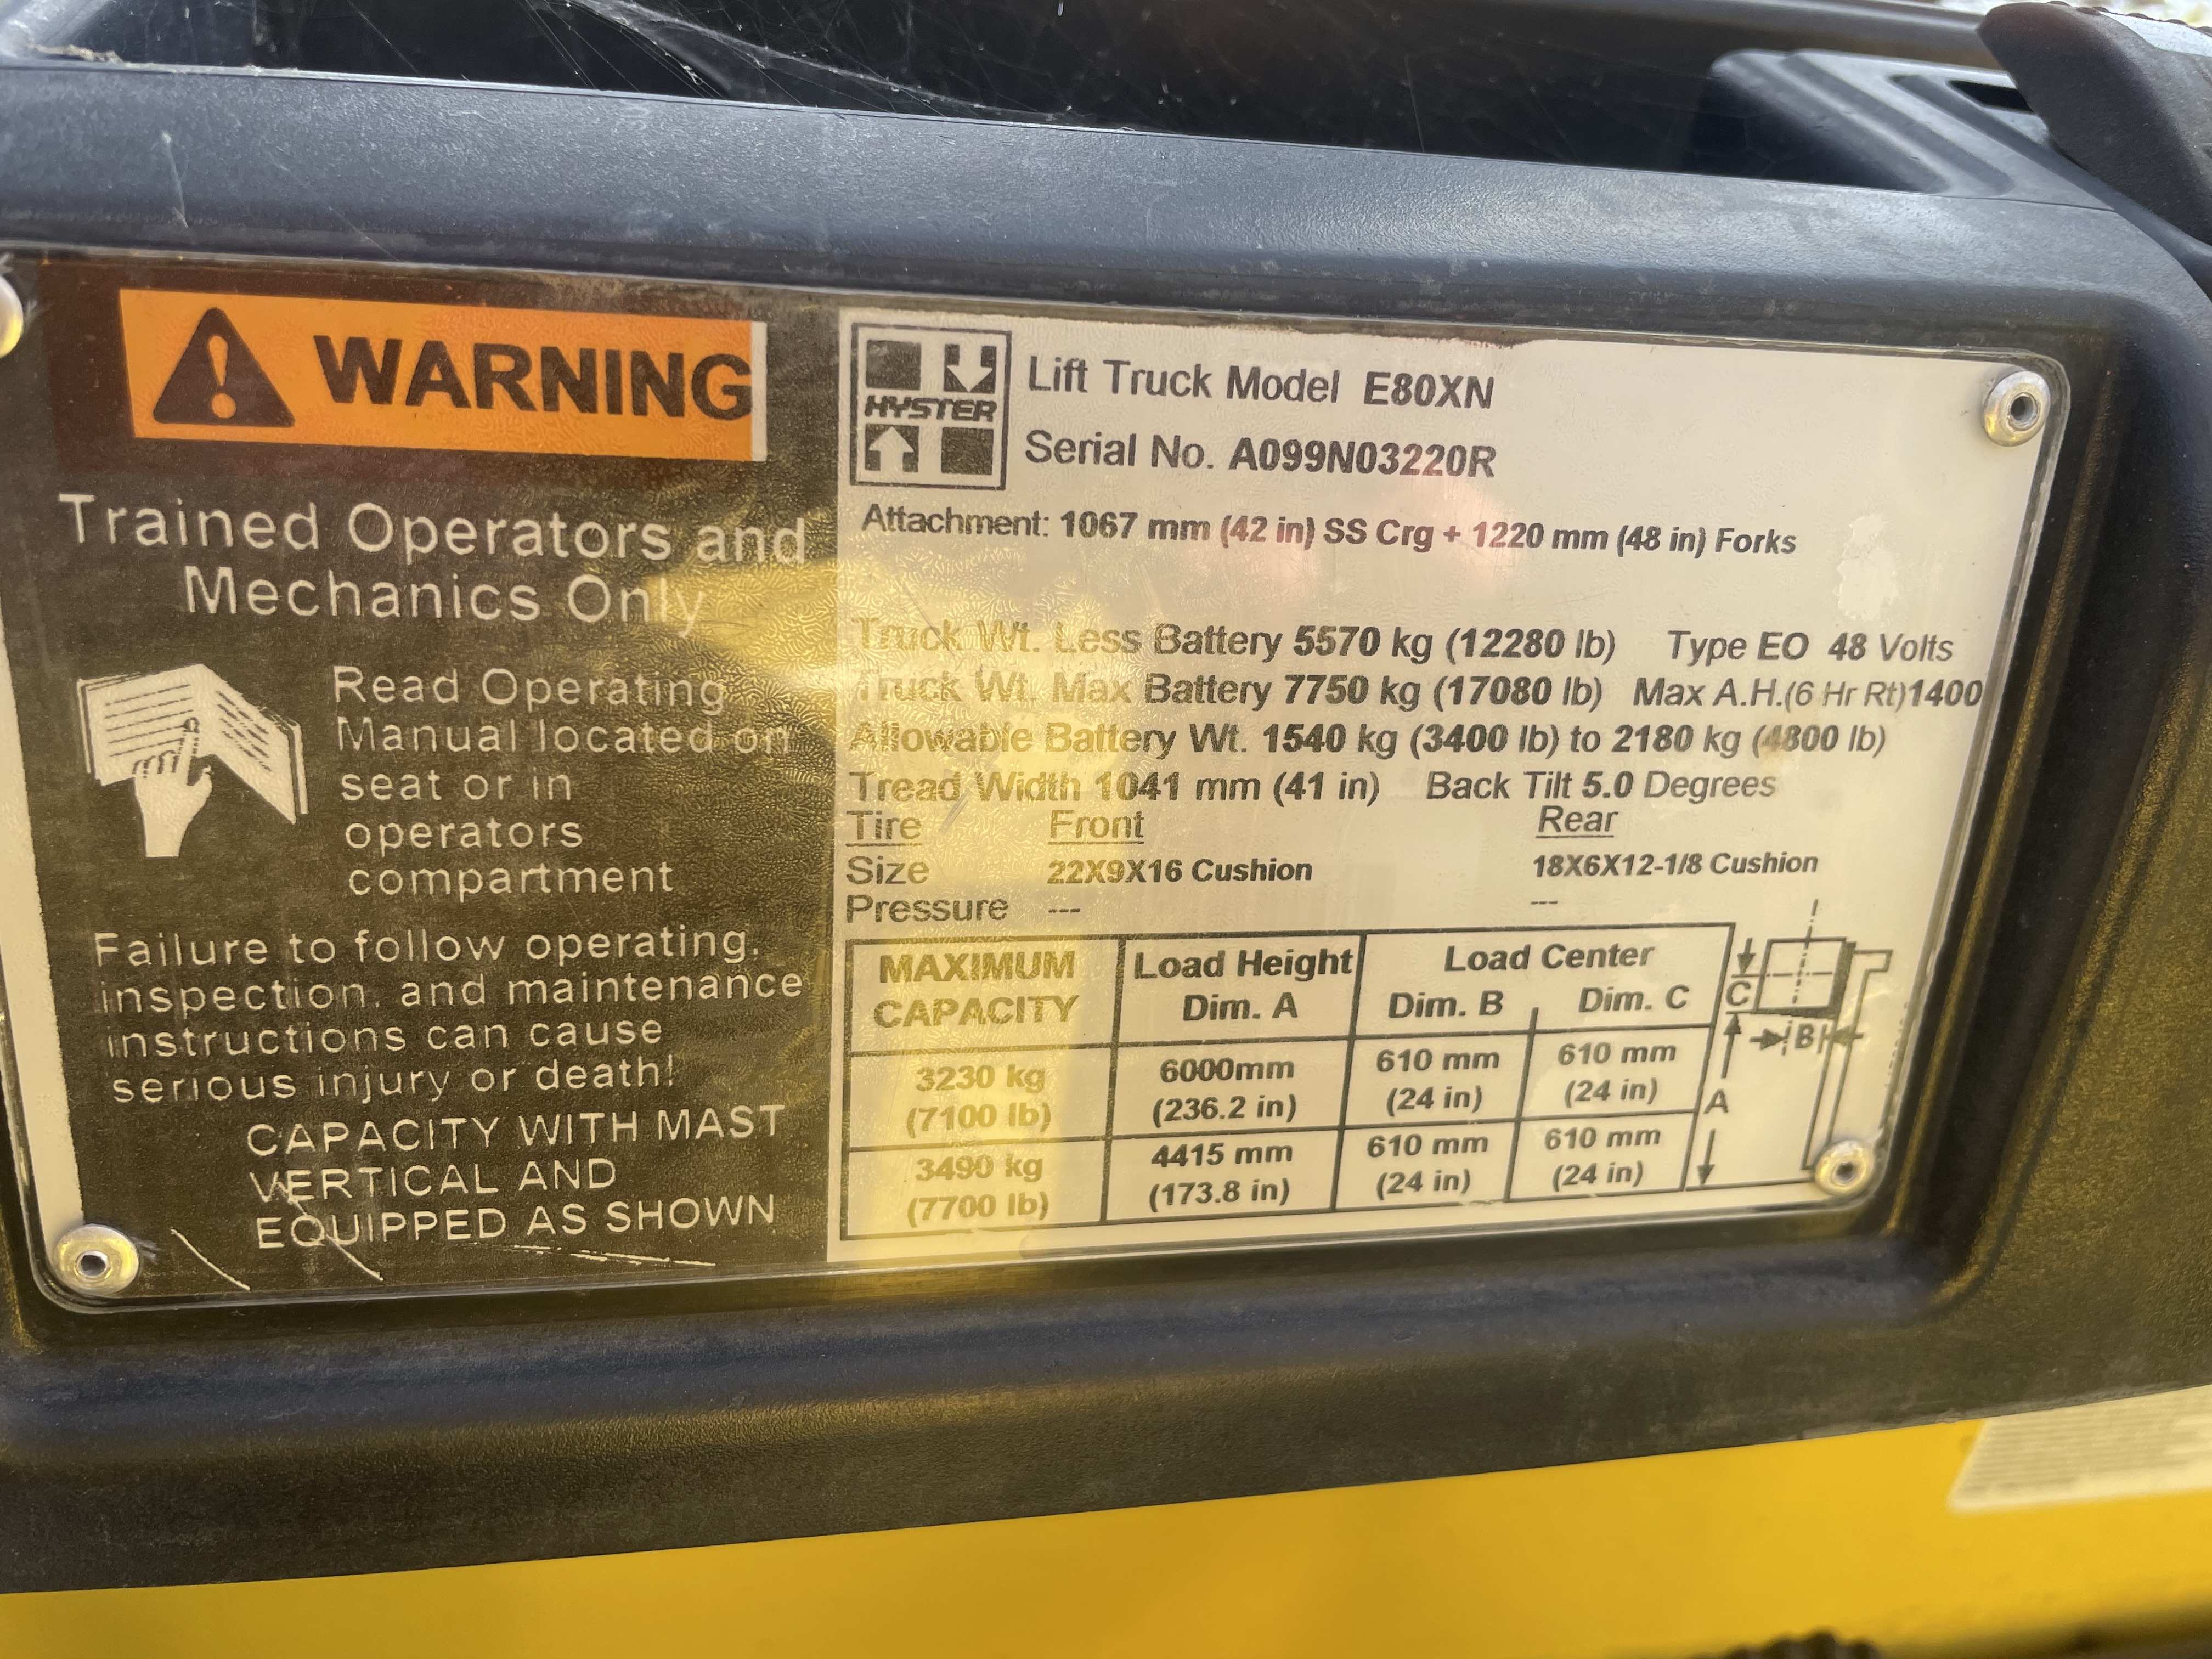 WARNING
Trained Operators and
Mechanics Only
Read Operating
Manual located on
seat or in
operators
compartment
Failure to follow operating,
inspection, and maintenance
instructions can cause
serious injury or death!
CAPACITY WITH MAST
VERTICAL AND
EQUIPPED AS SHOWN
HYSTER
Lift Truck Model E80XN
Serial No. A099N03220R
Attachment: 1067 mm (42 in) SS Crg + 1220 mm (48 in) Forks
Truck Wt. Less Battery 5570 kg (12280 lb) Type EO 48 Volts
Truck Wt. Max Battery 7750 kg (17080 lb) Max A.H.(6 Hr Rt)1400
Allowable Battery Wt. 1540 kg (3400 lb) to 2180 kg (4800 lb)
Tread Width 1041 mm (41 in) Back Tilt 5.0 Degrees
Tire Front Rear
Size 22X9X16 Cushion 18X6X12-1/8 Cushion
Pressure --- ---
MAXIMUM Load Height Load Center
CAPACITY Dim. A Dim. B Dim. C
3230 kg 6000mm 610 mm 610 mm
(7100 lb) (236.2 in) (24 in) (24 in)
3490 kg 4415 mm 610 mm 610 mm
(7700 lb) (173.8 in) (24 in) (24 in)
C
B
A